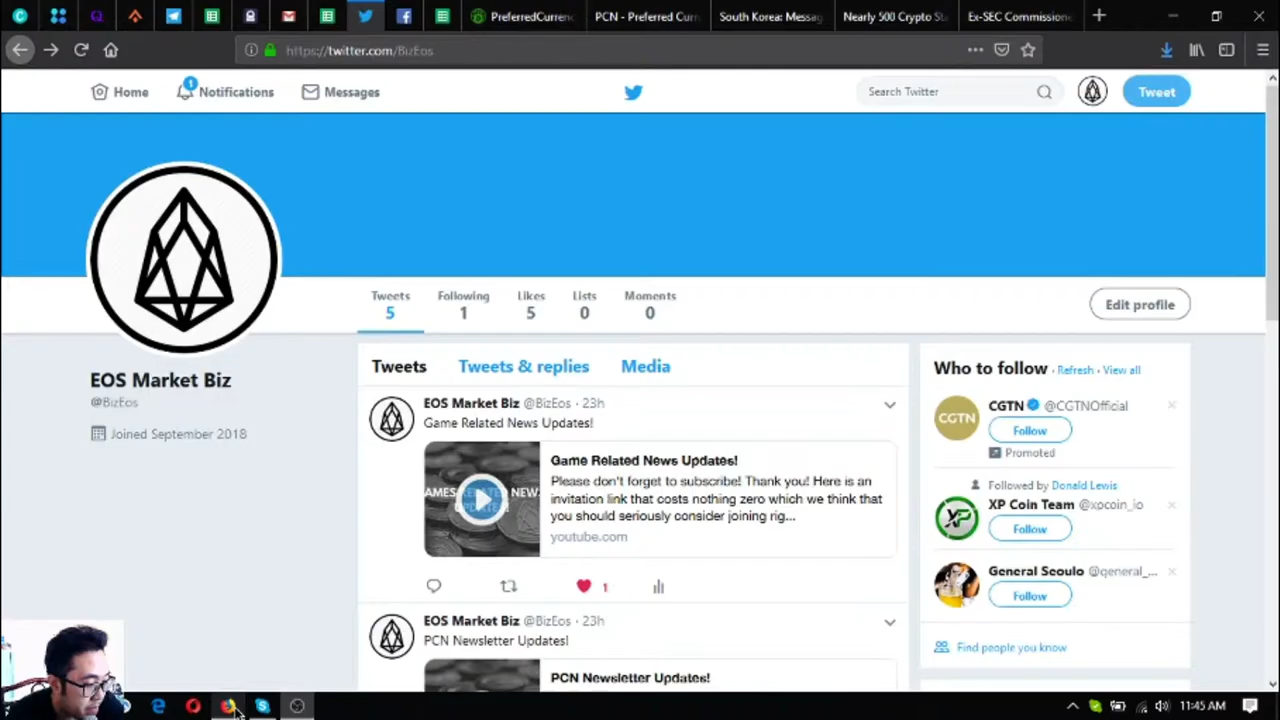 PreferredCurrenc
PCN - Preferred Curr
South Korea: Messag
Nearly 500 Crypto St
Ex-SEC Commissione
https://twitter.com/BizEos
Home
1
Notifications
Messages
Search Twitter
Tweet
Tweets
5
Following
1
Likes
5
Lists
0
Moments
0
Edit profile
EOS Market Biz
@BizEos
Joined September 2018
Tweets
Tweets & replies
Media
EOS Market Biz @BizEos · 23h
Game Related News Updates!
Game Related News Updates!
Please don't forget to subscribe! Thank you! Here is an
invitation link that costs nothing zero which we think that
you should seriously consider joining rig...
youtube.com
1
EOS Market Biz @BizEos · 23h
PCN Newsletter Updates!
PCN Newsletter Updates!
Who to follow · Refresh · View all
CGTN
CGTN @CGTNOfficial
Follow
Promoted
Followed by Donald Lewis
XP
XP Coin Team @xpcoin_io
Follow
General Seoulo @general_...
Follow
Find people you know
11:45 AM